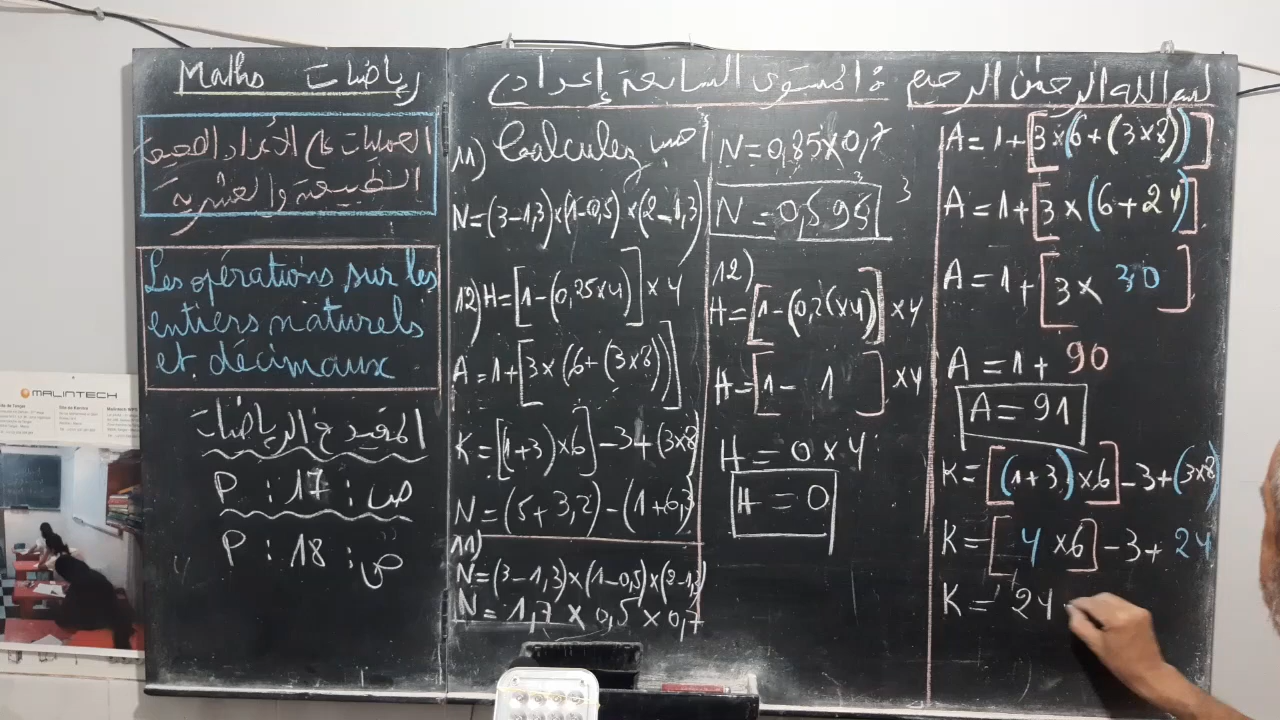 Maths رياضيات
العمليات على الأعداد الصحيحة
الطبيعية والعشرية
Les opérations sur les
entiers naturels
et décimaux
المفيد في الرياضيات
P : 17 : ص
P : 18 : ص
بسم الله الرحمن الرحيم : المستوى السابعة إعدادي
11) Calculez احسب
N=(3-1,3)×(1-0,5)×(2-1,3)
12) H=[1-(0,25×4)]×4
A=1+[3×(6+(3×8))]
K=[(1+3)×6]-3+(3×8)
N=(5+3,2)-(1+6,3)
11)
N=(3-1,3)×(1-0,5)×(2-1,3)
N=1,7×0,5×0,7
N=0,85×0,7
N=0,595
12)
H=[1-(0,25×4)]×4
H=[1-1]×4
H=0×4
H=0
A=1+[3×(6+(3×8))]
A=1+[3×(6+24)]
A=1+[3×30]
A=1+90
A=91
K=[(1+3)×6]-3+(3×8)
K=[4×6]-3+24
K=24
MALINTECH